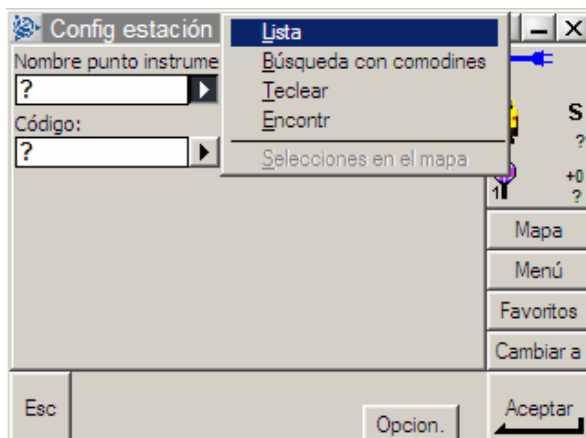 Config estación
Lista
Búsqueda con comodines
Teclear
Encontr
Selecciones en el mapa
Nombre punto instrume
?
Código:
?
S
?
+0
1
?
Mapa
Menú
Favoritos
Cambiar a
Esc
Opcion.
Aceptar